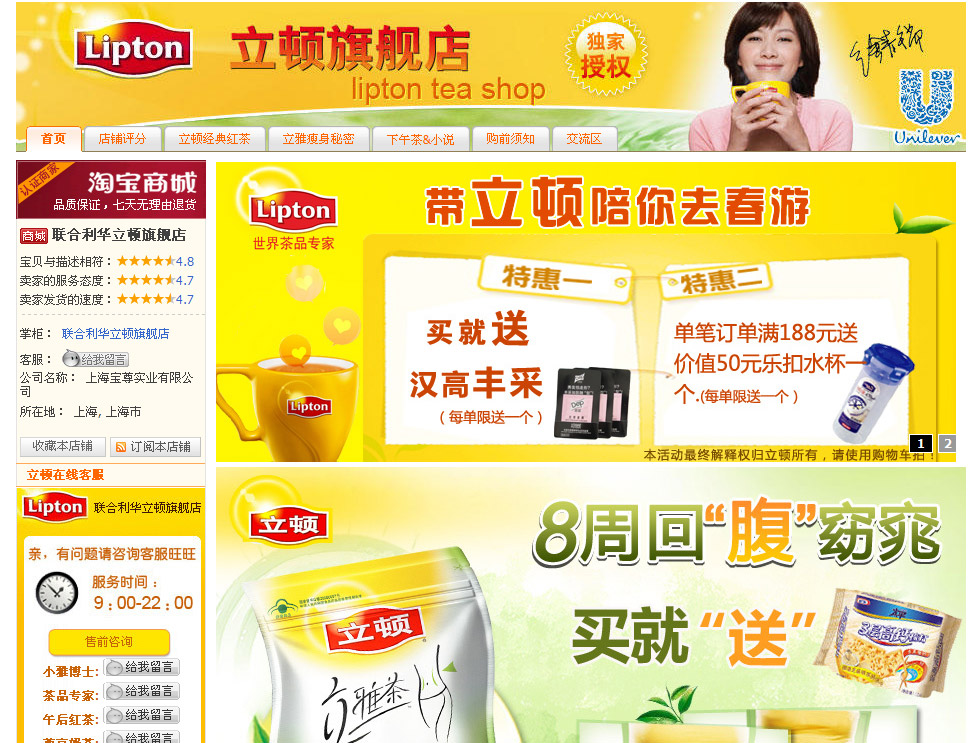 Lipton
立顿旗舰店
lipton tea shop
独家
授权
Unilever
首页
店铺评分
立顿经典红茶
立雅瘦身秘密
下午茶&小说
购前须知
交流区
认证商家
淘宝商城
品质保证，七天无理由退货
商城 联合利华立顿旗舰店
宝贝与描述相符： 4.8
卖家的服务态度： 4.7
卖家发货的速度： 4.7
掌柜： 联合利华立顿旗舰店
客服： 给我留言
公司名称： 上海宝尊实业有限公
司
所在地： 上海, 上海市
收藏本店铺
订阅本店铺
立顿在线客服
Lipton 联合利华立顿旗舰店
亲，有问题请咨询客服旺旺
服务时间：
9：00-22：00
售前咨询
小雅博士: 给我留言
茶品专家: 给我留言
午后红茶: 给我留言
给我留言
Lipton
世界茶品专家
带立顿陪你去春游
特惠一
买就送
汉高丰采
（每单限送一个）
特惠二
单笔订单满188元送
价值50元乐扣水杯一
个.(每单限送一个）
Lipton
本活动最终解释权归立顿所有，请使用购物车拍！
1
2
立顿
8周回“腹”窈窕
买就“送”
立顿
立雅茶